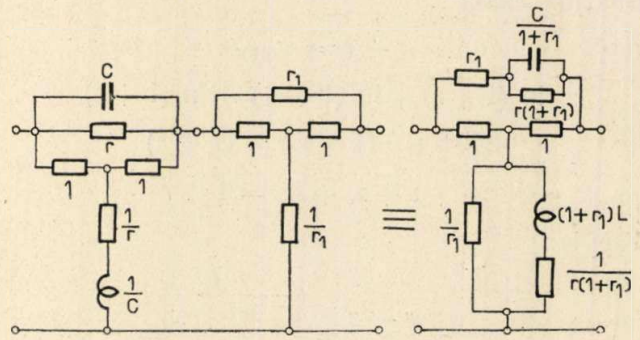 C
r
1
1
1/r
1/C
r₁
1
1
1/r₁
≡
C/1+r₁
r₁
r(1+r₁)
1
1
1/r₁
(1+r₁)L
1/r(1+r₁)